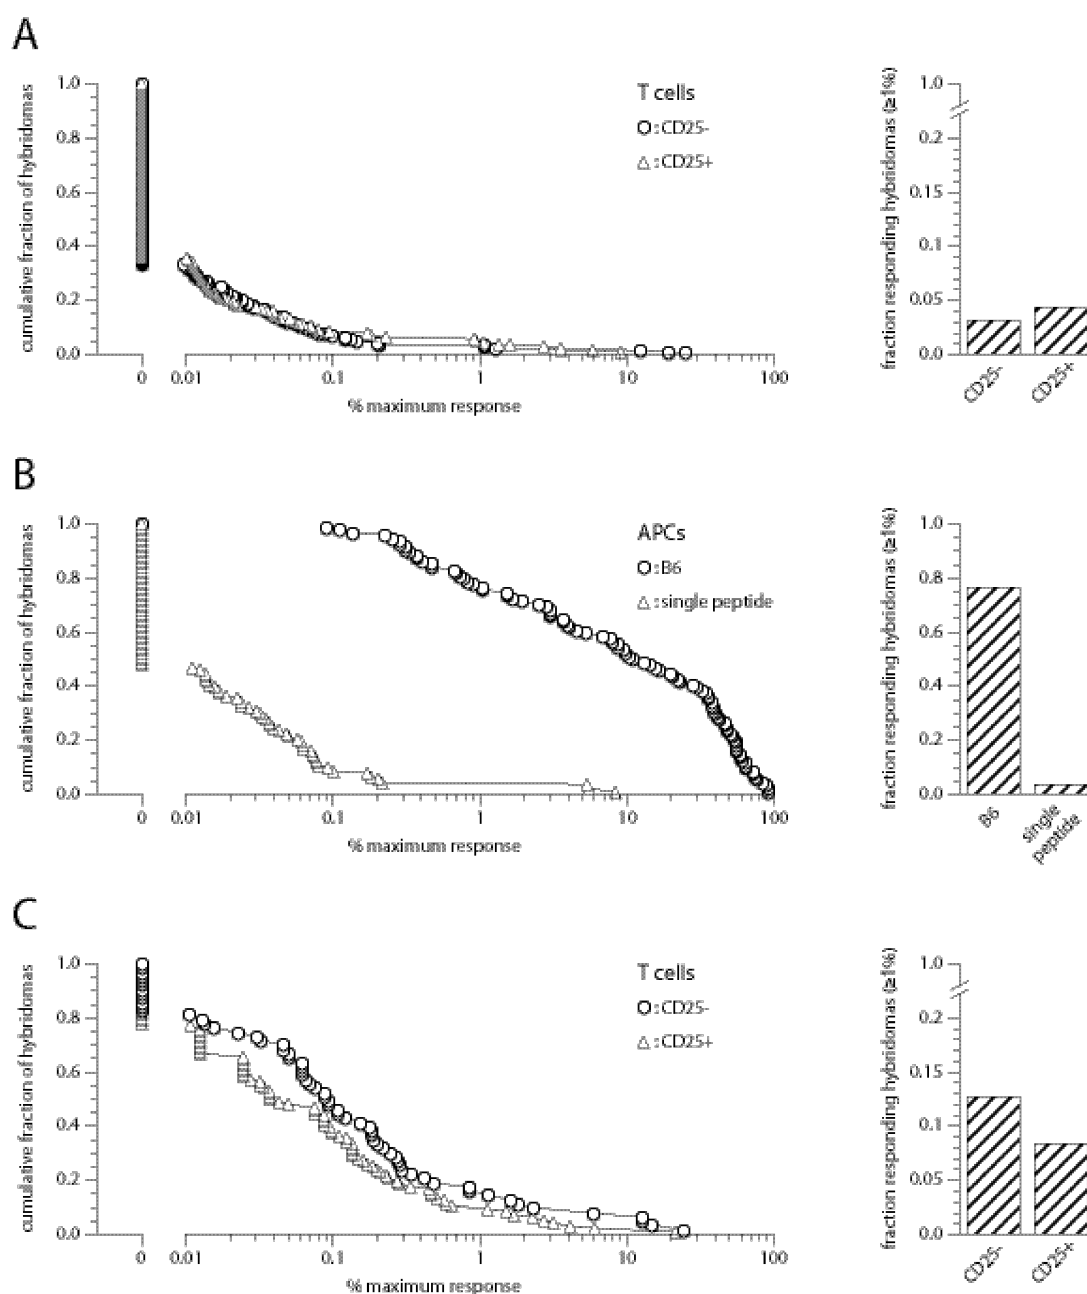 A
cumulative fraction of hybridomas
1.0
0.8
0.6
0.4
0.2
0.0
0
0.01
0.1
1
10
100
% maximum response
T cells
○ : CD25-
△ : CD25+
fraction responding hybridomas (≥1%)
1.0
0.2
0.15
0.1
0.05
0.0
CD25-
CD25+
B
cumulative fraction of hybridomas
1.0
0.8
0.6
0.4
0.2
0.0
0
0.01
0.1
1
10
100
% maximum response
APCs
○ : B6
△ : single peptide
fraction responding hybridomas (≥1%)
1.0
0.8
0.6
0.4
0.2
0.0
B6
single
peptide
C
cumulative fraction of hybridomas
1.0
0.8
0.6
0.4
0.2
0.0
0
0.01
0.1
1
10
100
% maximum response
T cells
○ : CD25-
△ : CD25+
fraction responding hybridomas (≥1%)
1.0
0.2
0.15
0.1
0.05
0.0
CD25-
CD25+